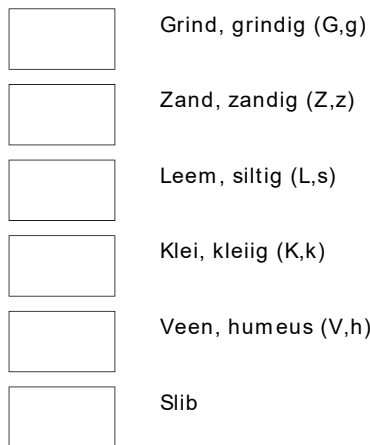 Grind, grindig (G,g)
Zand, zandig (Z,z)
Leem, siltig (L,s)
Klei, kleiig (K,k)
Veen, humeus (V,h)
Slib